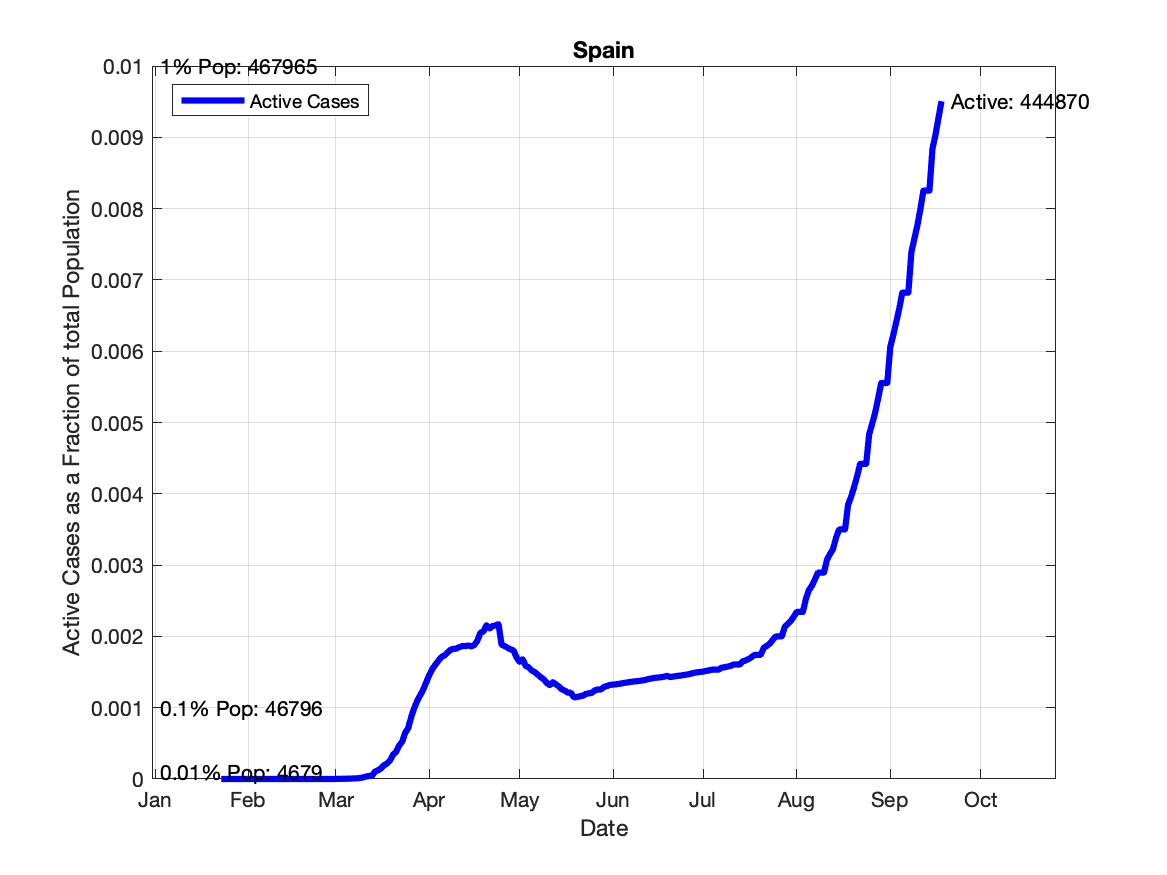 Spain
0.01
1% Pop: 467965
Active Cases
Active: 444870
0.009
0.008
0.007
0.006
0.005
0.004
0.003
0.002
0.001
0.1% Pop: 46796
0
0.01% Pop: 4679
Active Cases as a Fraction of total Population
Jan Feb Mar Apr May Jun Jul Aug Sep Oct
Date